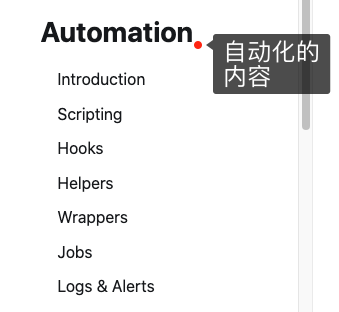 Automation
自动化的
内容
Introduction
Scripting
Hooks
Helpers
Wrappers
Jobs
Logs & Alerts